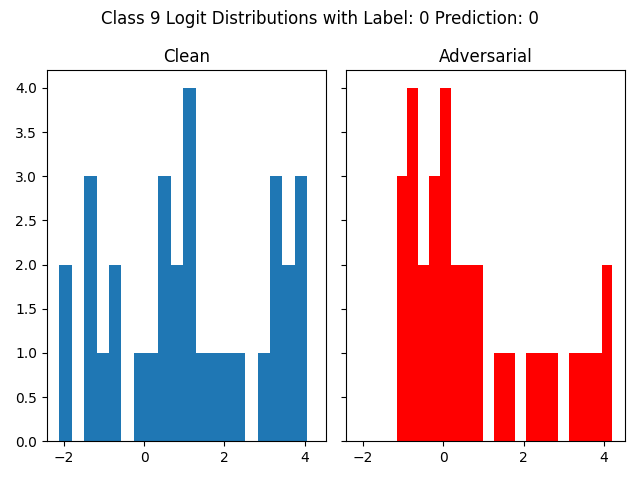 Class 9 Logit Distributions with Label: 0 Prediction: 0
Clean
Adversarial
4.0
3.5
3.0
2.5
2.0
1.5
1.0
0.5
0.0
−2 0 2 4
−2 0 2 4